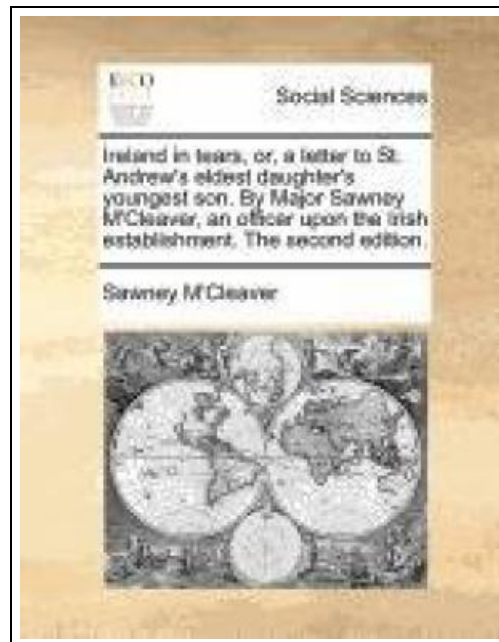 ECCO
Social Sciences
Ireland in tears, or, a letter to St.
Andrew's eldest daughter's
youngest son. By Major Sawney
M'Cleaver, an officer upon the Irish
establishment. The second edition.
Sawney M'Cleaver